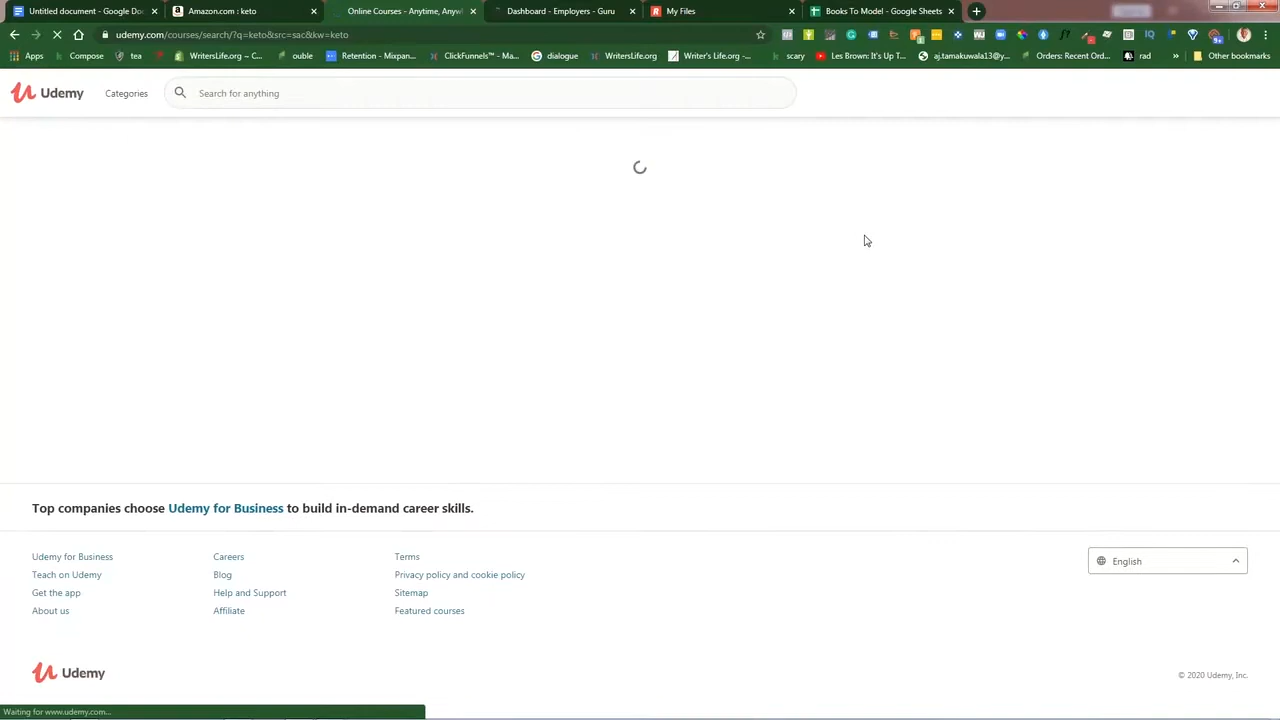 Untitled document - Google Doc
Amazon.com : keto
Online Courses - Anytime, Anyw
Dashboard - Employers - Guru
My Files
Books To Model - Google Sheets
udemy.com/courses/search/?q=keto&src=sac&kw=keto
Apps
Compose
tea
WritersLife.org ~ C...
ouble
Retention - Mixpan...
ClickFunnels™ - Ma...
dialogue
WritersLife.org
Writer's Life.org -...
scary
Les Brown: It's Up T...
aj.tamakuwala13@y...
Orders: Recent Ord...
rad
»
Other bookmarks
Udemy
Categories
Search for anything
Top companies choose Udemy for Business to build in-demand career skills.
Udemy for Business
Careers
Terms
English
Teach on Udemy
Blog
Privacy policy and cookie policy
Get the app
Help and Support
Sitemap
About us
Affiliate
Featured courses
Udemy
© 2020 Udemy, Inc.
Waiting for www.udemy.com...